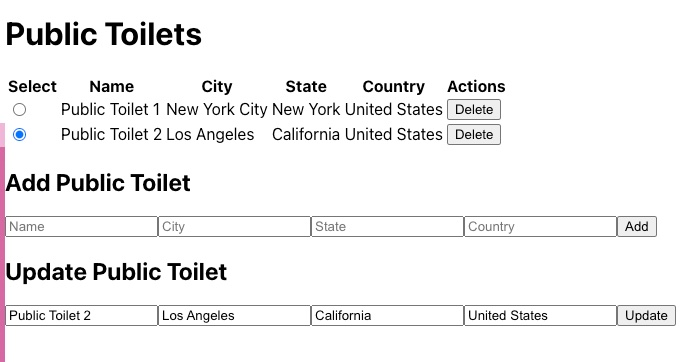 Public Toilets
Select Name City State Country Actions
Public Toilet 1 New York City New York United States Delete
Public Toilet 2 Los Angeles California United States Delete
Add Public Toilet
Name City State Country Add
Update Public Toilet
Public Toilet 2 Los Angeles California United States Update